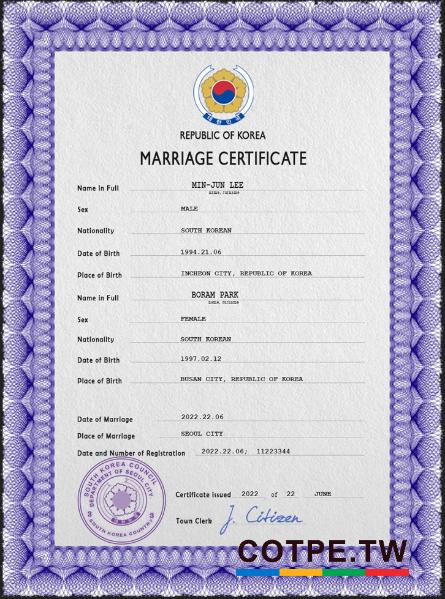 REPUBLIC OF KOREA
MARRIAGE CERTIFICATE
Name in Full MIN-JUN LEE
Sex MALE
Nationality SOUTH KOREAN
Date of Birth 1994.21.06
Place of Birth INCHEON CITY, REPUBLIC OF KOREA
Name in Full BORAM PARK
Sex FEMALE
Nationality SOUTH KOREAN
Date of Birth 1997.02.12
Place of Birth BUSAN CITY, REPUBLIC OF KOREA
Date of Marriage 2022.22.06
Place of Marriage SEOUL CITY
Date and Number of Registration 2022.22.06; 11223344
SOUTH KOREA COUNCIL
DEPARTMENT OF SEOUL CITY
SOUTH KOREA COUNTRY
Certificate issued 2022 of 22 JUNE
Town Clerk J. Citizen
COTPE.TW